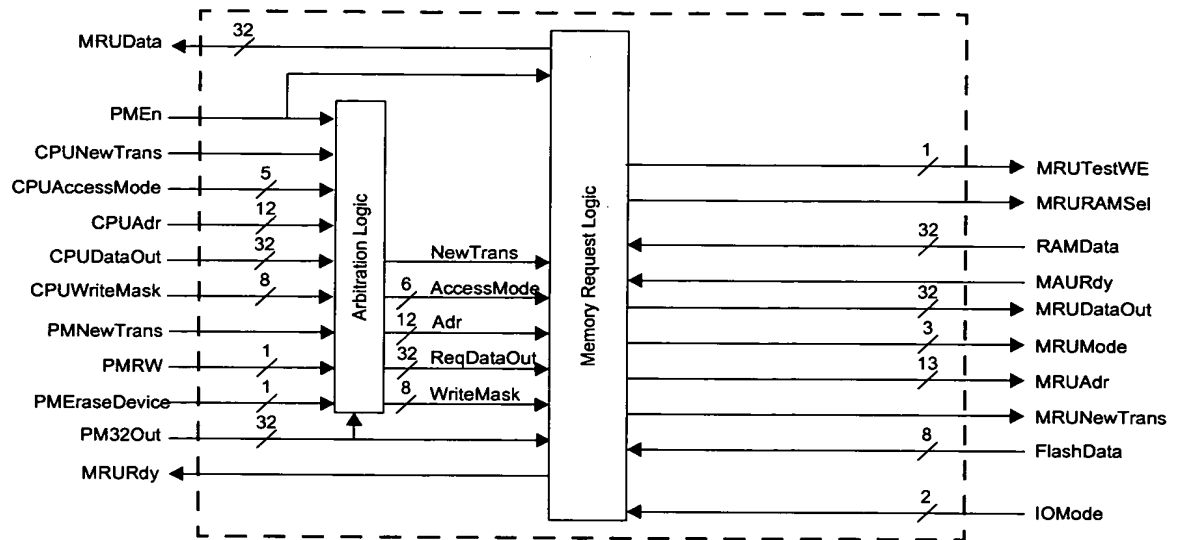 MRUData
32
PMEn
CPUNewTrans
CPUAccessMode
5
CPUAdr
12
CPUDataOut
32
CPUWriteMask
8
PMNewTrans
PMRW
1
PMEraseDevice
1
PM32Out
32
MRURdy
Arbitration Logic
NewTrans
6
AccessMode
12
Adr
32
ReqDataOut
8
WriteMask
Memory Request Logic
1
MRUTestWE
MRURAMSel
32
RAMData
MAURdy
32
MRUDataOut
3
MRUMode
13
MRUAdr
MRUNewTrans
8
FlashData
2
IOMode